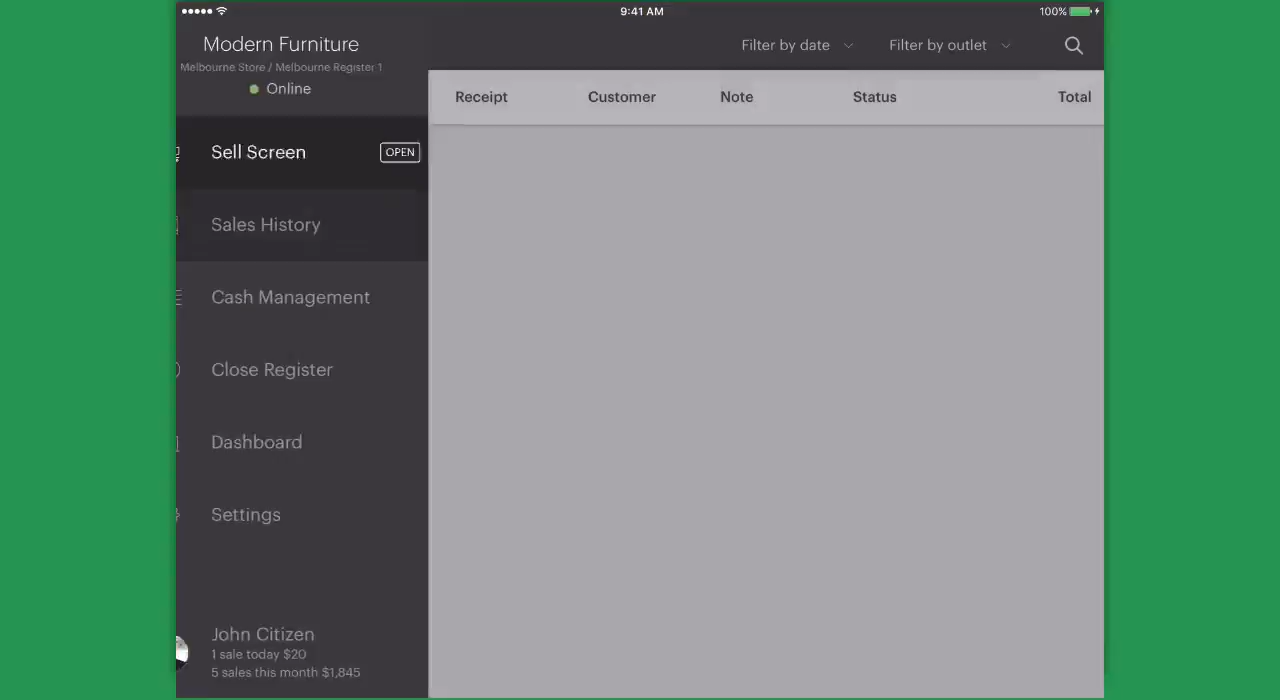 9:41 AM
100%
Modern Furniture
Filter by date
Filter by outlet
Melbourne Store / Melbourne Register 1
Online
Receipt
Customer
Note
Status
Total
Sell Screen
OPEN
Sales History
Cash Management
Close Register
Dashboard
Settings
John Citizen
1 sale today $20
5 sales this month $1,845